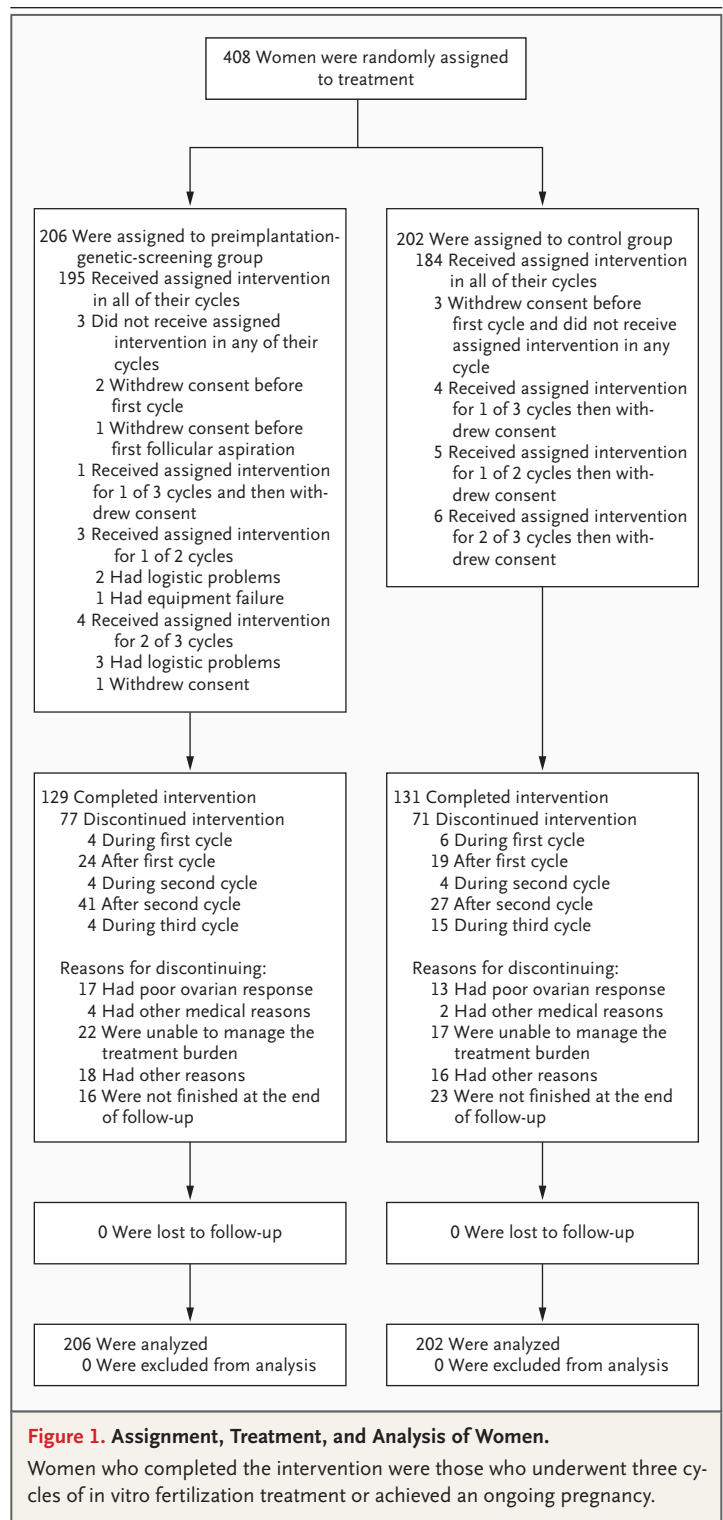 408 Women were randomly assigned
to treatment
206 Were assigned to preimplantation-
genetic-screening group
195 Received assigned intervention
in all of their cycles
3 Did not receive assigned
intervention in any of their
cycles
2 Withdrew consent before
first cycle
1 Withdrew consent before
first follicular aspiration
1 Received assigned intervention
for 1 of 3 cycles and then with-
drew consent
3 Received assigned intervention
for 1 of 2 cycles
2 Had logistic problems
1 Had equipment failure
4 Received assigned intervention
for 2 of 3 cycles
3 Had logistic problems
1 Withdrew consent
202 Were assigned to control group
184 Received assigned intervention
in all of their cycles
3 Withdrew consent before
first cycle and did not receive
assigned intervention in any
cycle
4 Received assigned intervention
for 1 of 3 cycles then with-
drew consent
5 Received assigned intervention
for 1 of 2 cycles then with-
drew consent
6 Received assigned intervention
for 2 of 3 cycles then with-
drew consent
129 Completed intervention
77 Discontinued intervention
4 During first cycle
24 After first cycle
4 During second cycle
41 After second cycle
4 During third cycle
Reasons for discontinuing:
17 Had poor ovarian response
4 Had other medical reasons
22 Were unable to manage the
treatment burden
18 Had other reasons
16 Were not finished at the end
of follow-up
131 Completed intervention
71 Discontinued intervention
6 During first cycle
19 After first cycle
4 During second cycle
27 After second cycle
15 During third cycle
Reasons for discontinuing:
13 Had poor ovarian response
2 Had other medical reasons
17 Were unable to manage the
treatment burden
16 Had other reasons
23 Were not finished at the end
of follow-up
0 Were lost to follow-up
0 Were lost to follow-up
206 Were analyzed
0 Were excluded from analysis
202 Were analyzed
0 Were excluded from analysis
Figure 1. Assignment, Treatment, and Analysis of Women.
Women who completed the intervention were those who underwent three cy-
cles of in vitro fertilization treatment or achieved an ongoing pregnancy.